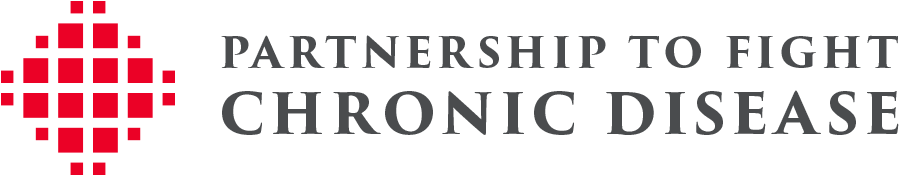 PARTNERSHIP TO FIGHT
CHRONIC DISEASE